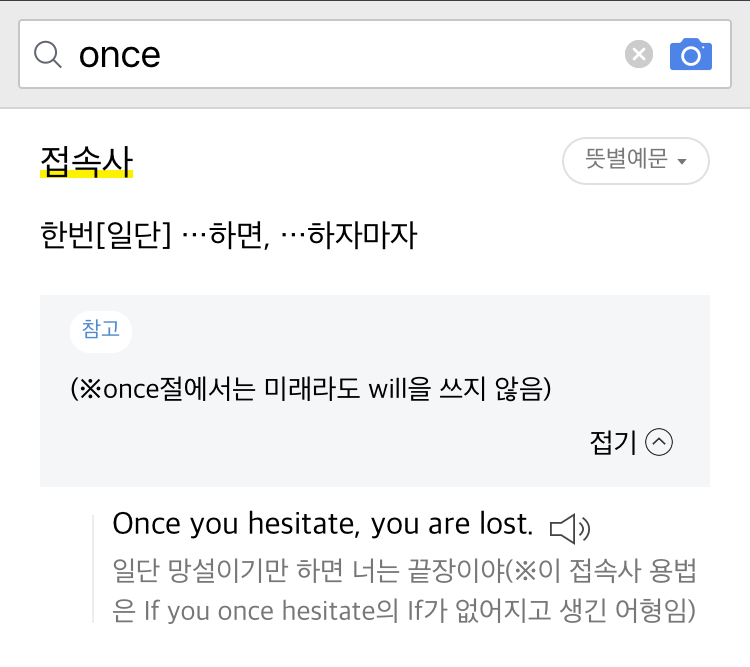 once
접속사
뜻별예문
한번[일단] …하면, …하자마자
참고
(※once절에서는 미래라도 will을 쓰지 않음)
접기
Once you hesitate, you are lost.
일단 망설이기만 하면 너는 끝장이야(※이 접속사 용법
은 If you once hesitate의 If가 없어지고 생긴 어형임)